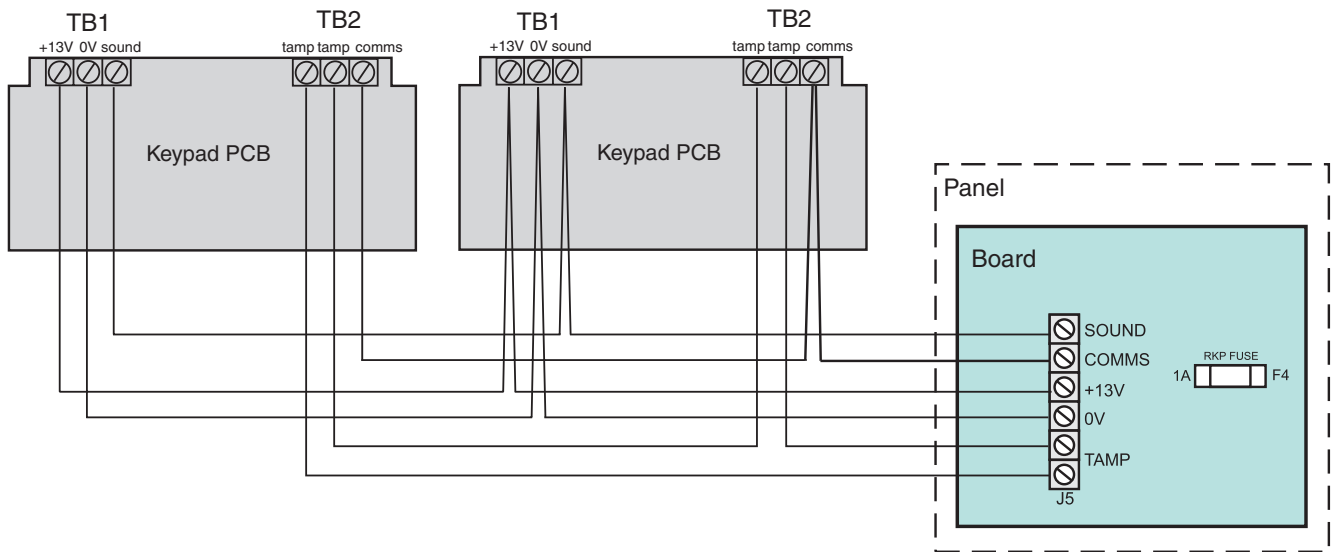 TB1 TB2 TB1 TB2
+13V 0V sound tamp tamp comms +13V 0V sound tamp tamp comms
Keypad PCB Keypad PCB
Panel
Board
SOUND
COMMS
RKP FUSE
1A F4
+13V
0V
TAMP
J5